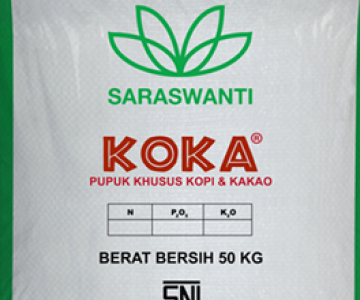 SARASWANTI
KOKA®
PUPUK KHUSUS KOPI & KAKAO
N P₂O₅ K₂O
BERAT BERSIH 50 KG
SNI